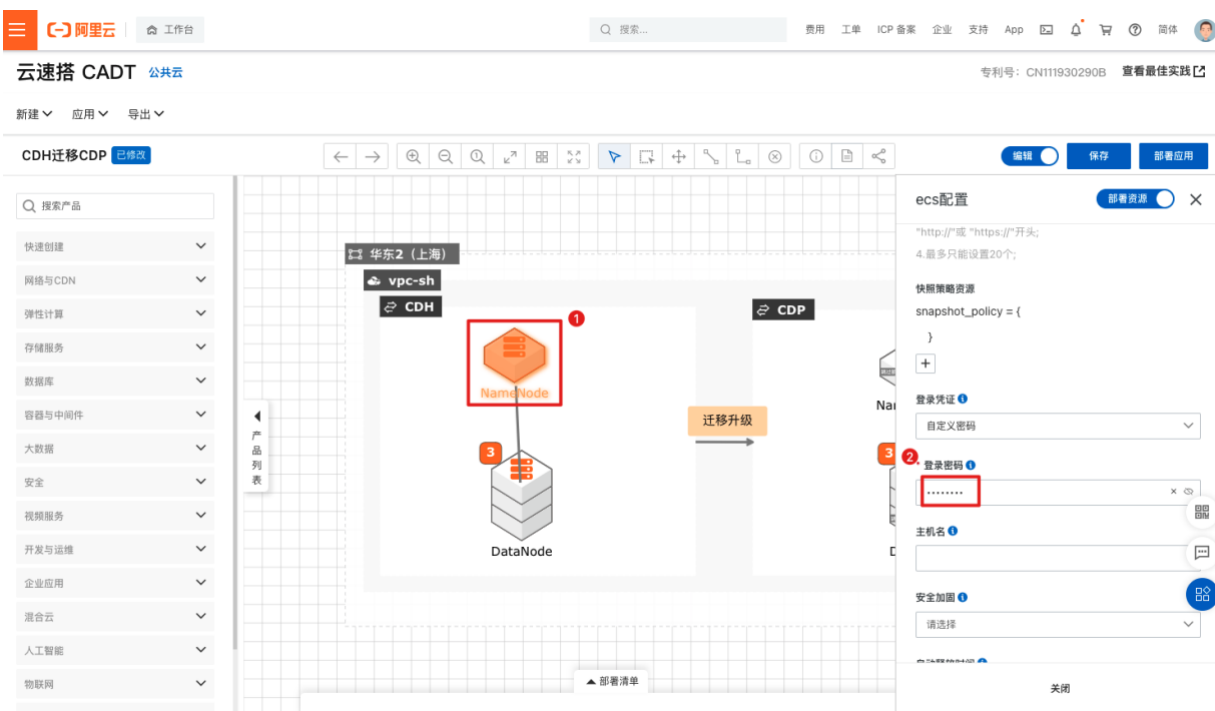 阿里云 工作台 搜索... 费用 工单 ICP 备案 企业 支持 App 简体
云速搭 CADT 公共云 专利号：CN111930290B 查看最佳实践
新建 应用 导出
CDH迁移CDP 已修改 编辑 保存 部署应用
搜索产品
快速创建
网络与CDN
弹性计算
存储服务
数据库
容器与中间件
大数据
安全
视频服务
开发与运维
企业应用
混合云
人工智能
物联网
产品列表
华东2（上海）
vpc-sh
CDH
1
NameNode
3
DataNode
迁移升级
CDP
Nar
3
部署清单
ecs配置 部署资源
"http://"或 "https://"开头;
4.最多只能设置20个;
快照策略资源
snapshot_policy = {
}
+
登录凭证
自定义密码
2 登录密码
........
主机名
安全加固
请选择
关闭